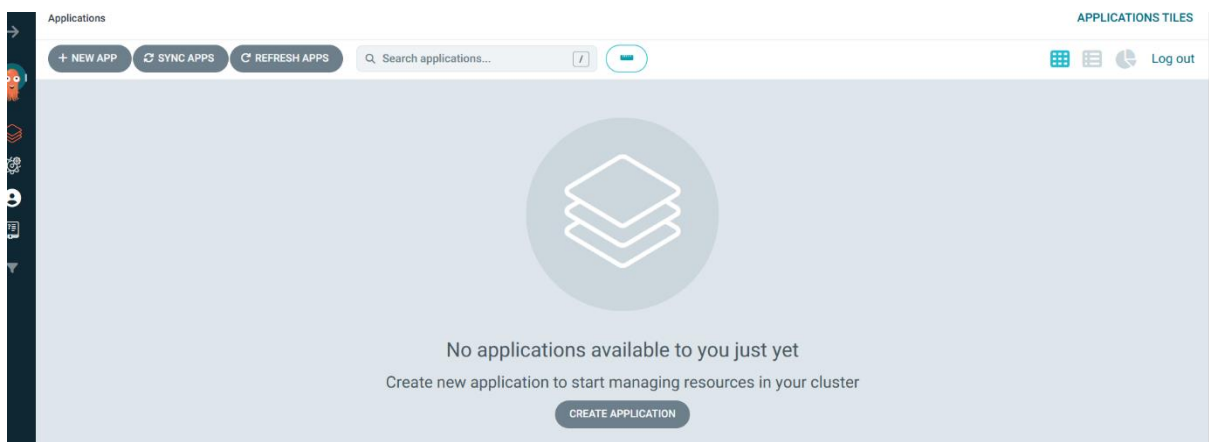 Applications
APPLICATIONS TILES
+ NEW APP
SYNC APPS
REFRESH APPS
Search applications...
/
Log out
No applications available to you just yet
Create new application to start managing resources in your cluster
CREATE APPLICATION